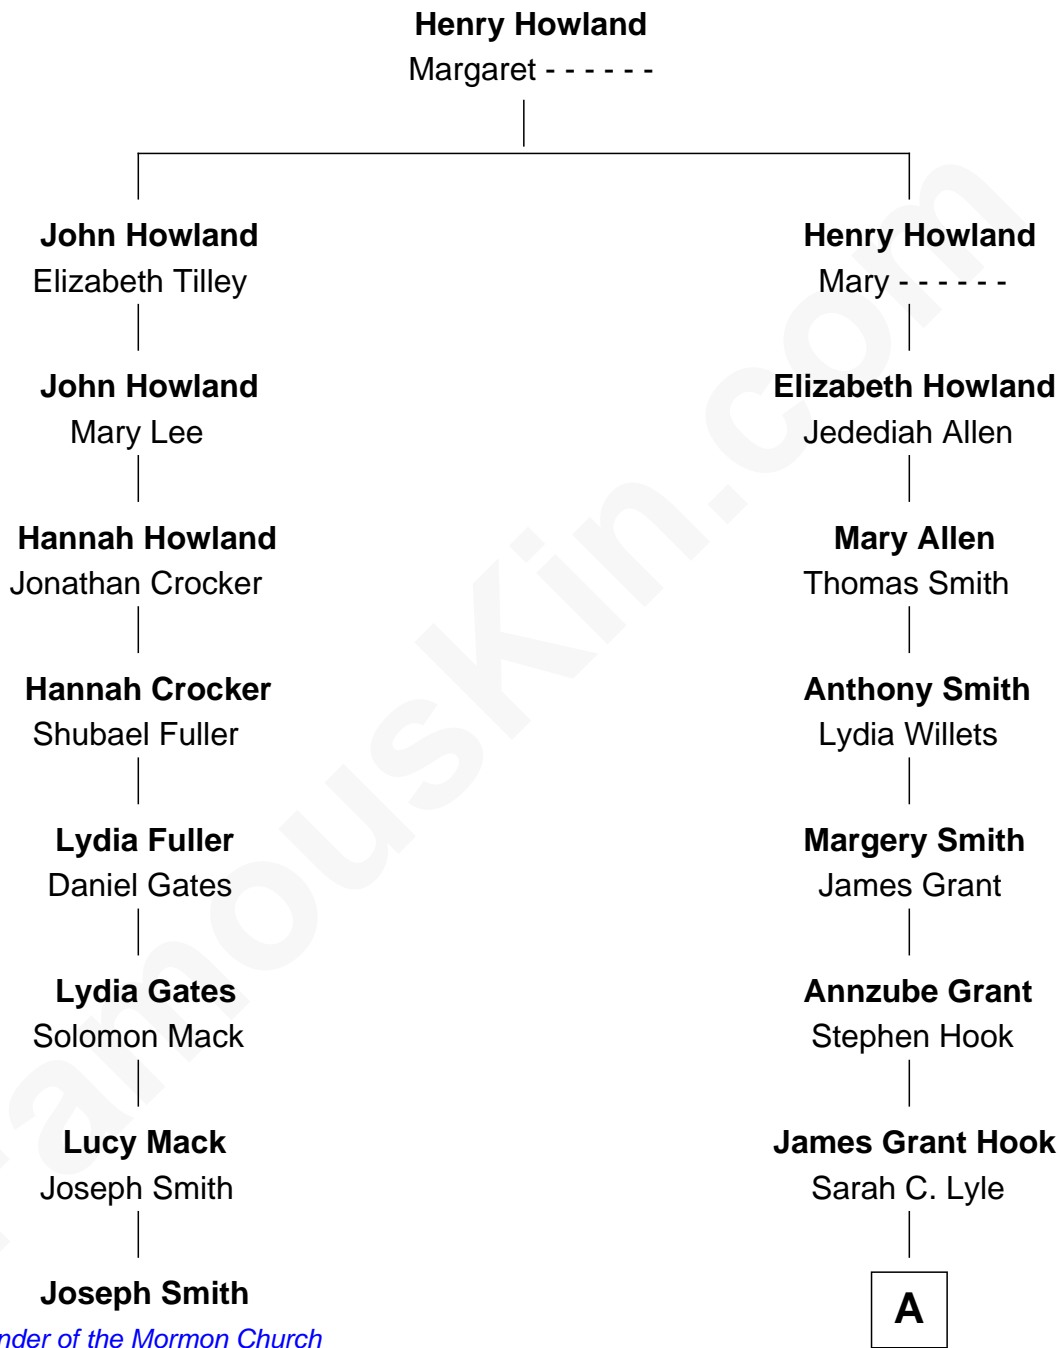 Henry Howland
Margaret - - - - - -
John Howland
Elizabeth Tilley
Henry Howland
Mary - - - - - -
John Howland
Mary Lee
Elizabeth Howland
Jedediah Allen
Hannah Howland
Jonathan Crocker
Mary Allen
Thomas Smith
Hannah Crocker
Shubael Fuller
Anthony Smith
Lydia Willets
Lydia Fuller
Daniel Gates
Margery Smith
James Grant
Lydia Gates
Solomon Mack
Annzube Grant
Stephen Hook
Lucy Mack
Joseph Smith
James Grant Hook
Sarah C. Lyle
Joseph Smith
nder of the Mormon Church
A
FamousKin.com